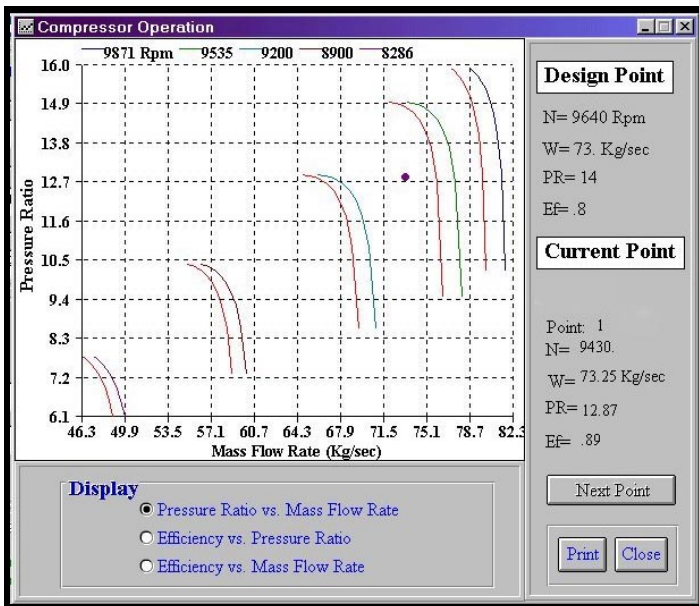 Compressor Operation
9871 Rpm 9535 9200 8900 8286
16.0
14.9
13.8
12.7
11.6
10.5
9.4
8.3
7.2
6.1
Pressure Ratio
46.3 49.9 53.5 57.1 60.7 64.3 67.9 71.5 75.1 78.7 82.3
Mass Flow Rate (Kg/sec)
Design Point
N= 9640 Rpm
W= 73. Kg/sec
PR= 14
Ef= .8
Current Point
Point: 1
N= 9430.
W= 73.25 Kg/sec
PR= 12.87
Ef= .89
Next Point
Print Close
Display
Pressure Ratio vs. Mass Flow Rate
Efficiency vs. Pressure Ratio
Efficiency vs. Mass Flow Rate